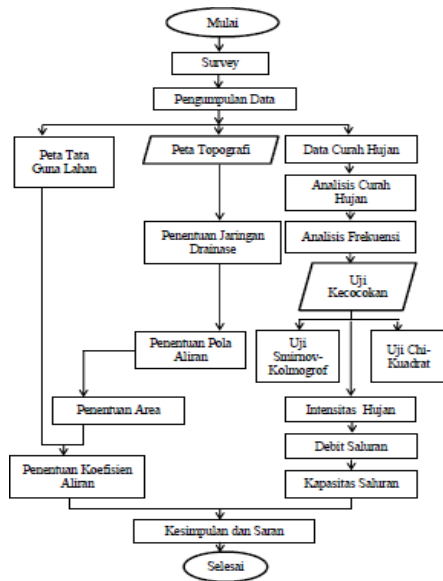 Mulai
Survey
Pengumpulan Data
Peta Tata
Guna Lahan
Peta Topografi
Data Curah Hujan
Analisis Curah
Hujan
Penentuan Jaringan
Drainase
Analisis Frekuensi
Uji
Kecocokan
Penentuan Pola
Aliran
Uji
Smirnov-
Kolmogrof
Uji Chi-
Kuadrat
Penentuan Area
Intensitas Hujan
Debit Saluran
Penentuan Koefisien
Aliran
Kapasitas Saluran
Kesimpulan dan Saran
Selesai